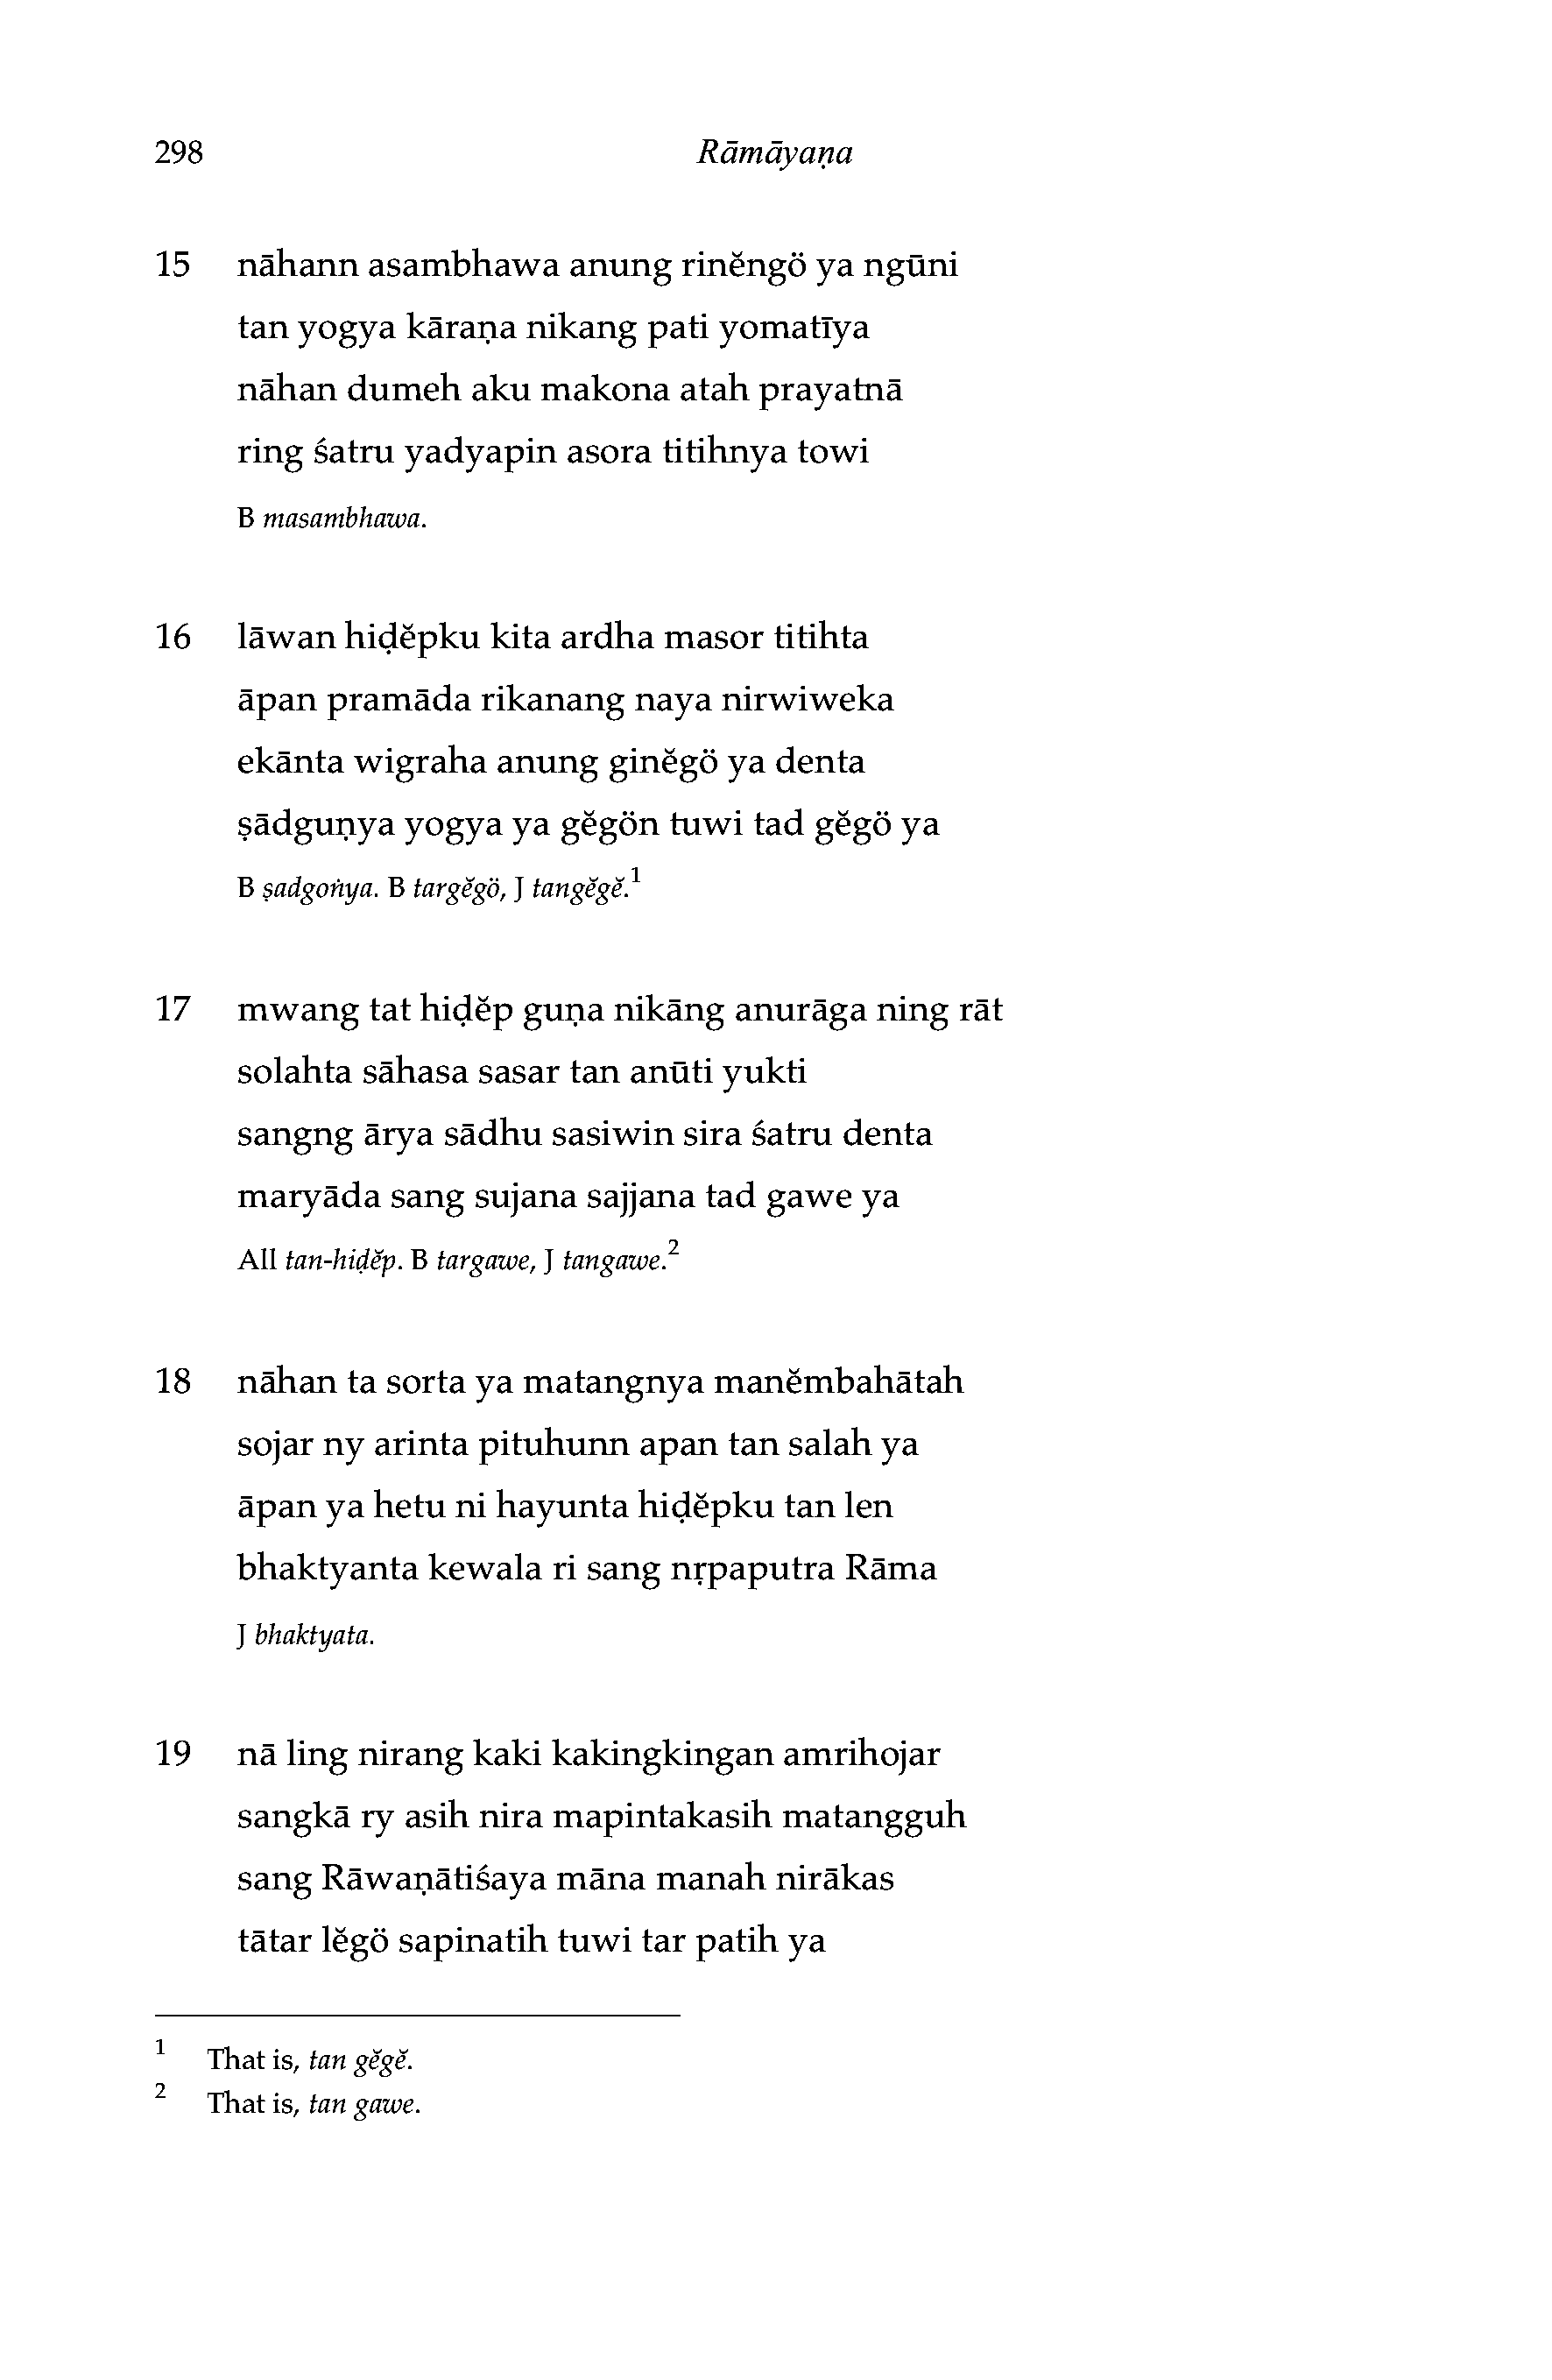 298 Rāmāyaṇa
15 nāhann asambhawa anung rinĕngö ya ngūni
tan yogya kāraṇa nikang pati yomatīya
nāhan dumeh aku makona atah prayatnā
ring śatru yadyapin asora titihnya towi
B masambhawa.
16 lāwan hiḍĕpku kita ardha masor titihta
āpan pramāda rikanang naya nirwiweka
ekānta wigraha anung ginĕgö ya denta
ṣādguṇya yogya ya gĕgön tuwi tad gĕgö ya
B ṣadgoṅya. B targĕgö, J tangĕgĕ.1
17 mwang tat hiḍĕp guṇa nikāng anurāga ning rāt
solahta sāhasa sasar tan anūti yukti
sangng ārya sādhu sasiwin sira śatru denta
maryāda sang sujana sajjana tad gawe ya
All tan-hiḍĕp. B targawe, J tangawe.2
18 nāhan ta sorta ya matangnya manĕmbahātah
sojar ny arinta pituhunn apan tan salah ya
āpan ya hetu ni hayunta hiḍĕpku tan len
bhaktyanta kewala ri sang nṛpaputra Rāma
J bhaktyata.
19 nā ling nirang kaki kakingkingan amrihojar
sangkā ry asih nira mapintakasih matangguh
sang Rāwaṇātiśaya māna manah nirākas
tātar lĕgö sapinatih tuwi tar patih ya
1 That is, tan gĕgĕ.
2 That is, tan gawe.